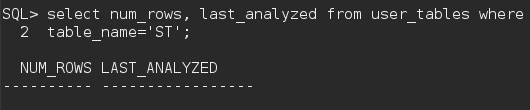 SQL> select num_rows, last_analyzed from user_tables where
  2  table_name='ST';
  NUM_ROWS LAST_ANALYZED
---------- -----------------